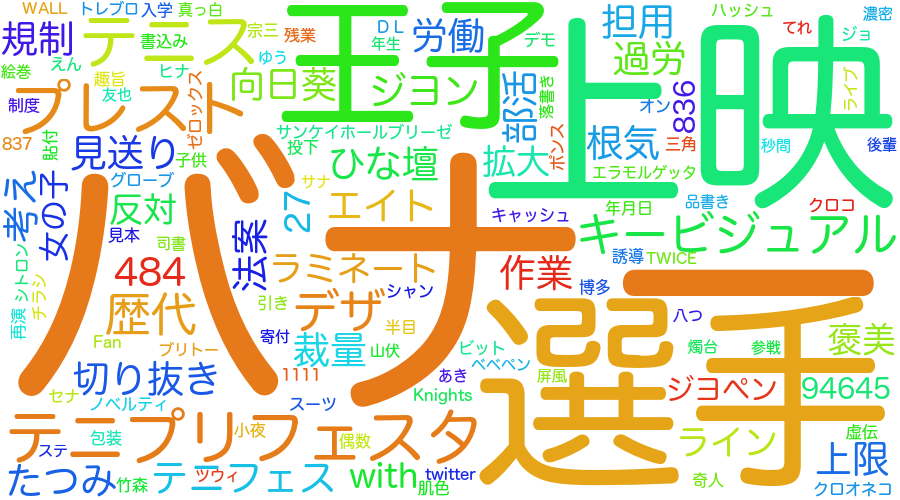 WALL
トレブロ
入学
真っ白
王子
上映
ハッシュ
濃密
規制
テニス
書込み
宗三
残業
ＤＬ
年生
労働
デモ
担用
てれ
ジョ
絵巻
えん
ヒナ
ゆう
向日葵
ジヨン
落書き
過労
ライブ
趣旨
友也
制度
プレスト
ゼロックス
部活
オン
836
837
貼付
サンケイホールブリーゼ
投下
ポンス
根気
三角
秒間
後輩
見送り
子供
ひな壇
拡大
エラモルゲッタ
考え
女の子
グローブ
サナ
年月日
品書き
クロコ
反対
バナー
27
エイト
キャッシュ
キービジュアル
見本
司書
法案
誘導
TWICE
再演
シトロン
チラシ
484
ラミネート
作業
博多
歴代
引き
デザ
シャン
選手
八つ
Fan
寄付
半目
褒美
ブリトー
裁量
山伏
ビット
燭台
参戦
切り抜き
1111
あき
ベベペン
屏風
セナ
ノベルティ
スーツ
Knights
ジヨペン
94645
テニプリフェスタ
小夜
偶数
ステ
包装
ライン
虚伝
たつみ
竹森
テニフェス
ツウィ
with
twitter
肌色
奇人
上限
クロオネコ